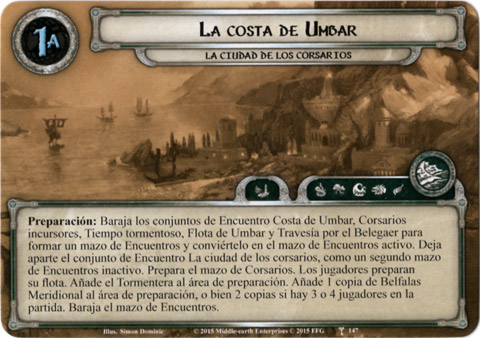 1A
LA COSTA DE UMBAR
LA CIUDAD DE LOS CORSARIOS
Preparación: Baraja los conjuntos de Encuentro Costa de Umbar, Corsarios
incursores, Tiempo tormentoso, Flota de Umbar y Travesía por el Belegaer para
formar un mazo de Encuentros y conviértelo en el mazo de Encuentros activo. Deja
aparte el conjunto de Encuentro La ciudad de los corsarios, como un segundo mazo
de Encuentros inactivo. Prepara el mazo de Corsarios. Los jugadores preparan
su flota. Añade el Tormentera al área de preparación. Añade 1 copia de Belfalas
Meridional al área de preparación, o bien 2 copias si hay 3 o 4 jugadores en la
partida. Baraja el mazo de Encuentros.
Illus. Simon Dominic © 2015 Middle-earth Enterprises © 2015 FFG 147